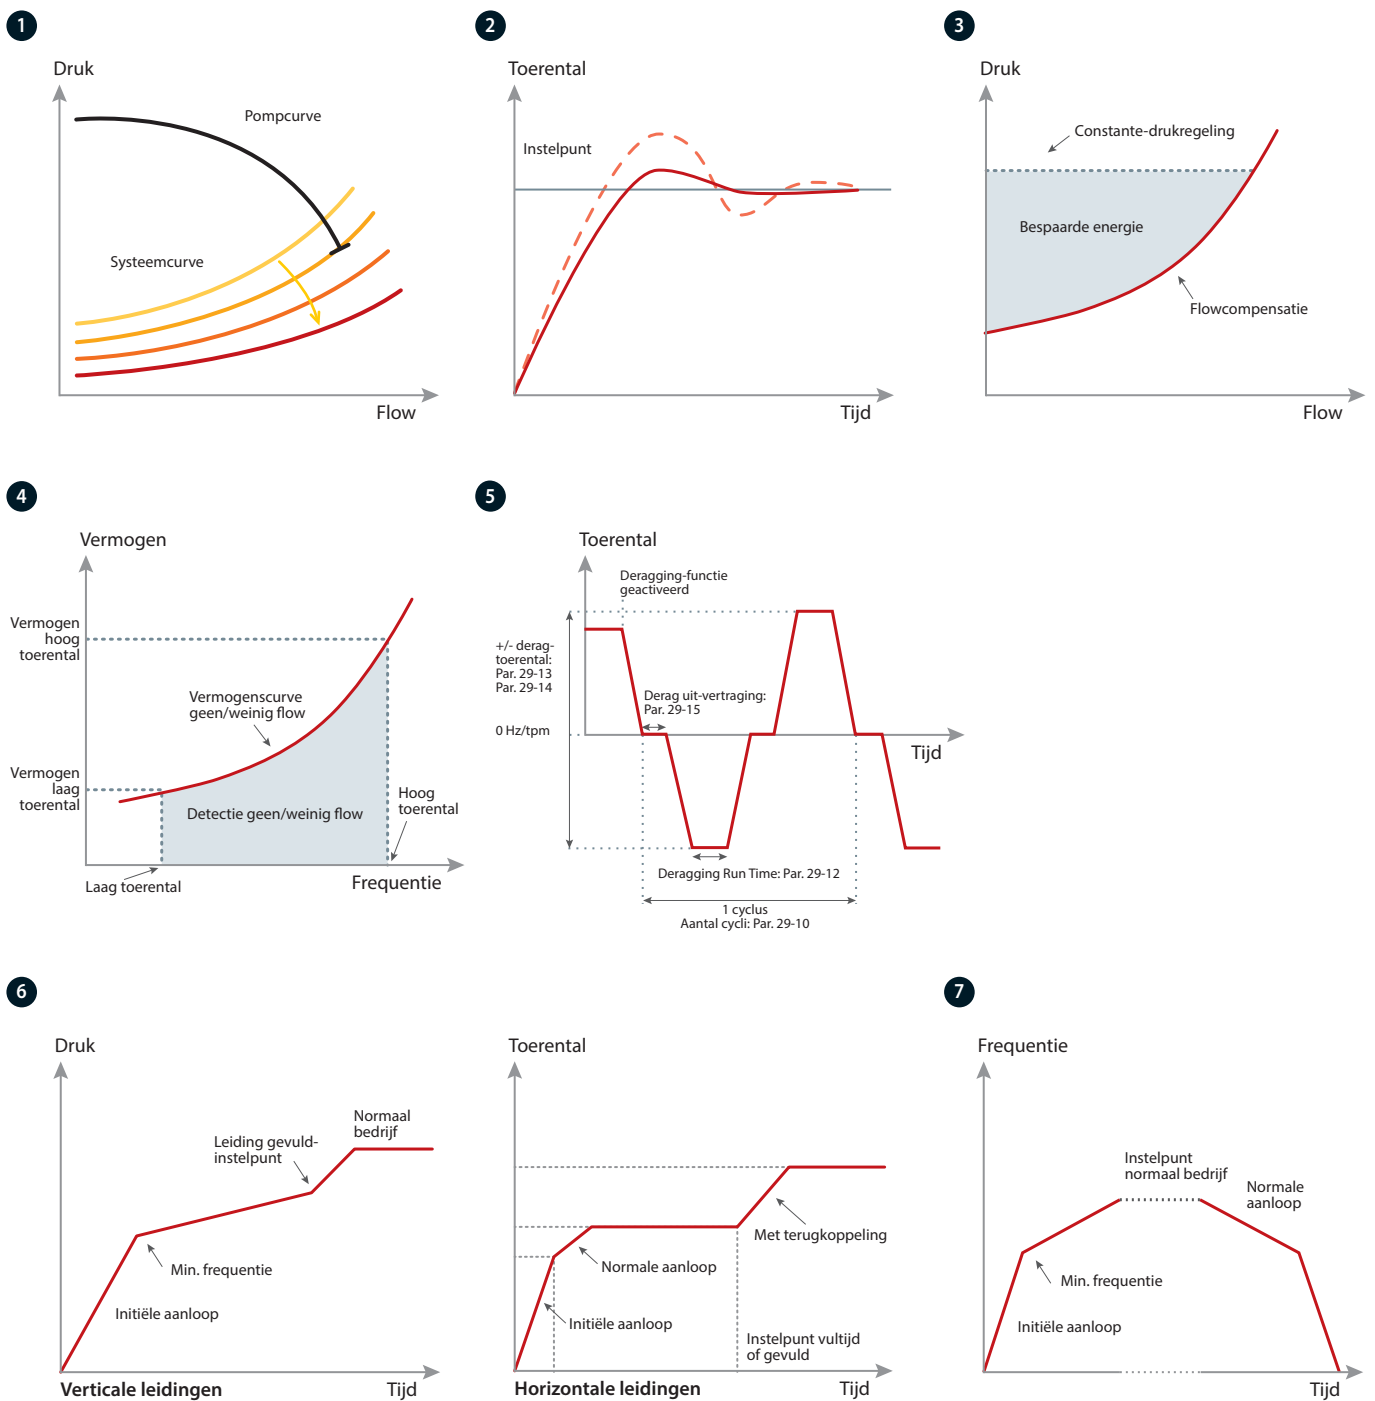 1
Druk
Pompcurve
Systeemcurve
Flow
2
Toerental
Instelpunt
Tijd
3
Druk
Constante-drukregeling
Bespaarde energie
Flowcompensatie
Flow
4
Vermogen
Vermogen
hoog
toerental
Vermogenscurve
geen/weinig flow
Vermogen
laag
toerental
Detectie geen/weinig flow
Hoog
toerental
Laag toerental
Frequentie
5
Toerental
Deragging-functie
geactiveerd
+/- derag-
toerental:
Par. 29-13
Par. 29-14
Derag uit-vertraging:
Par. 29-15
0 Hz/tpm
Tijd
Deragging Run Time: Par. 29-12
1 cyclus
Aantal cycli: Par. 29-10
6
Druk
Normaal
bedrijf
Leiding gevuld-
instelpunt
Min. frequentie
Initiële aanloop
Verticale leidingen
Tijd
Toerental
Met terugkoppeling
Normale aanloop
Initiële aanloop
Instelpunt vultijd
of gevuld
Horizontale leidingen
Tijd
7
Frequentie
Instelpunt
normaal bedrijf
Normale
aanloop
Min. frequentie
Initiële aanloop
Tijd